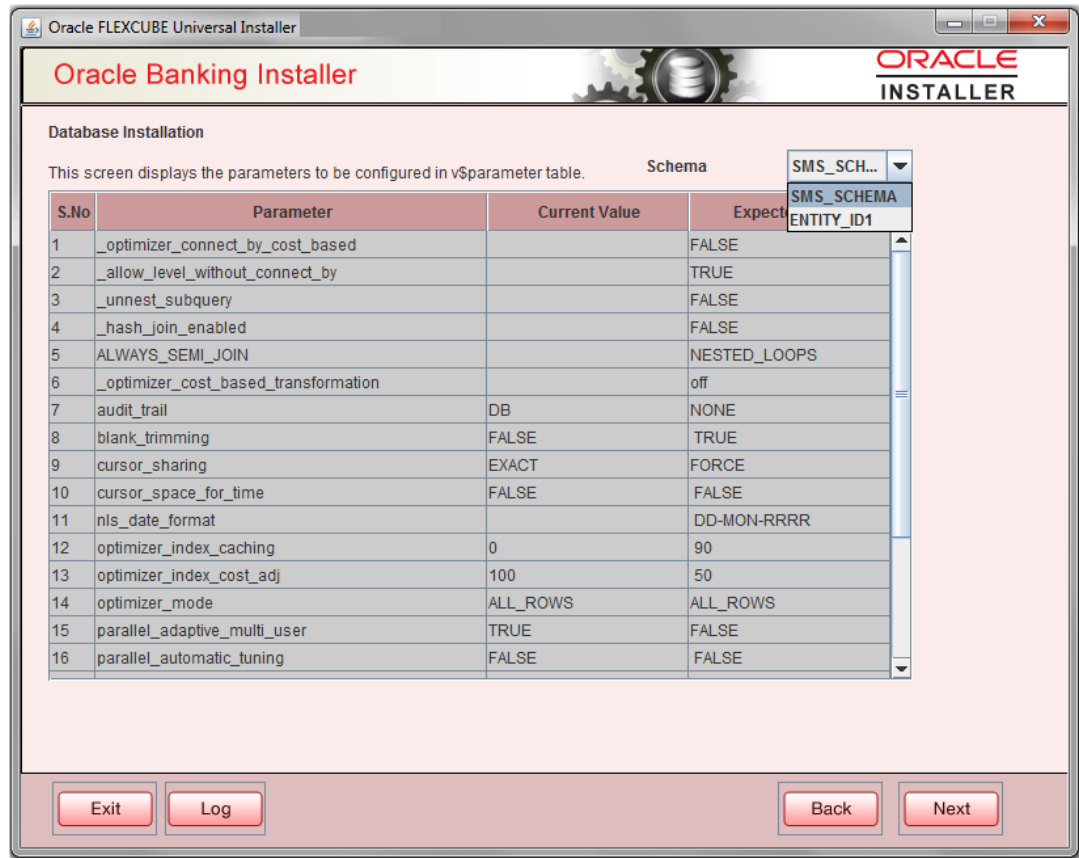 Oracle FLEXCUBE Universal Installer
Oracle Banking Installer
ORACLE
INSTALLER
Database Installation
This screen displays the parameters to be configured in v$parameter table. Schema SMS_SCH...
SMS_SCHEMA
ENTITY_ID1
S.No Parameter Current Value Expect
1 _optimizer_connect_by_cost_based FALSE
2 _allow_level_without_connect_by TRUE
3 _unnest_subquery FALSE
4 _hash_join_enabled FALSE
5 ALWAYS_SEMI_JOIN NESTED_LOOPS
6 _optimizer_cost_based_transformation off
7 audit_trail DB NONE
8 blank_trimming FALSE TRUE
9 cursor_sharing EXACT FORCE
10 cursor_space_for_time FALSE FALSE
11 nls_date_format DD-MON-RRRR
12 optimizer_index_caching 0 90
13 optimizer_index_cost_adj 100 50
14 optimizer_mode ALL_ROWS ALL_ROWS
15 parallel_adaptive_multi_user TRUE FALSE
16 parallel_automatic_tuning FALSE FALSE
Exit Log Back Next